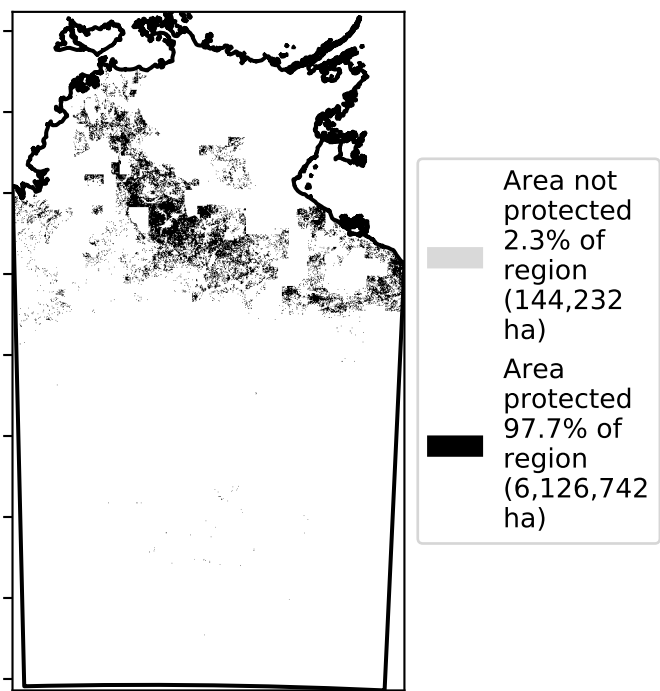 Area not
protected
2.3% of
region
(144,232
ha)
Area
protected
97.7% of
region
(6,126,742
ha)